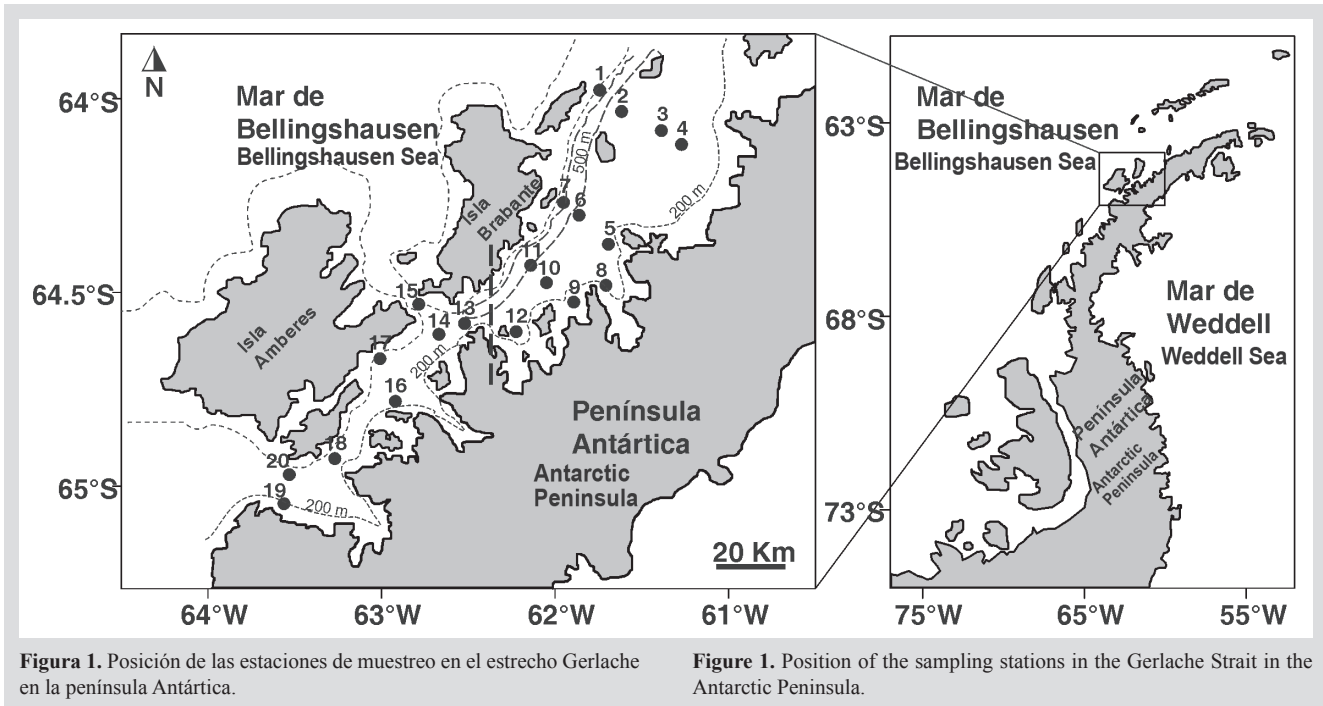 N
Mar de
Bellingshausen
Bellingshausen Sea
64°S
64.5°S
65°S
64°W
63°W
62°W
61°W
1
2
3
4
500 m
7
6
200 m
5
Isla
Brabante
11
10
8
9
15
13
14
12
17
200 m
16
Isla
Amberes
18
20
19
200 m
Península
Antártica
Antarctic
Peninsula
20 Km
Mar de
Bellingshausen
Bellingshausen Sea
63°S
68°S
73°S
Mar de
Weddell
Weddell Sea
Península
Antártica
Antarctic
Peninsula
75°W
65°W
55°W
Figura 1. Posición de las estaciones de muestreo en el estrecho Gerlache
en la península Antártica.
Figure 1. Position of the sampling stations in the Gerlache Strait in the
Antarctic Peninsula.